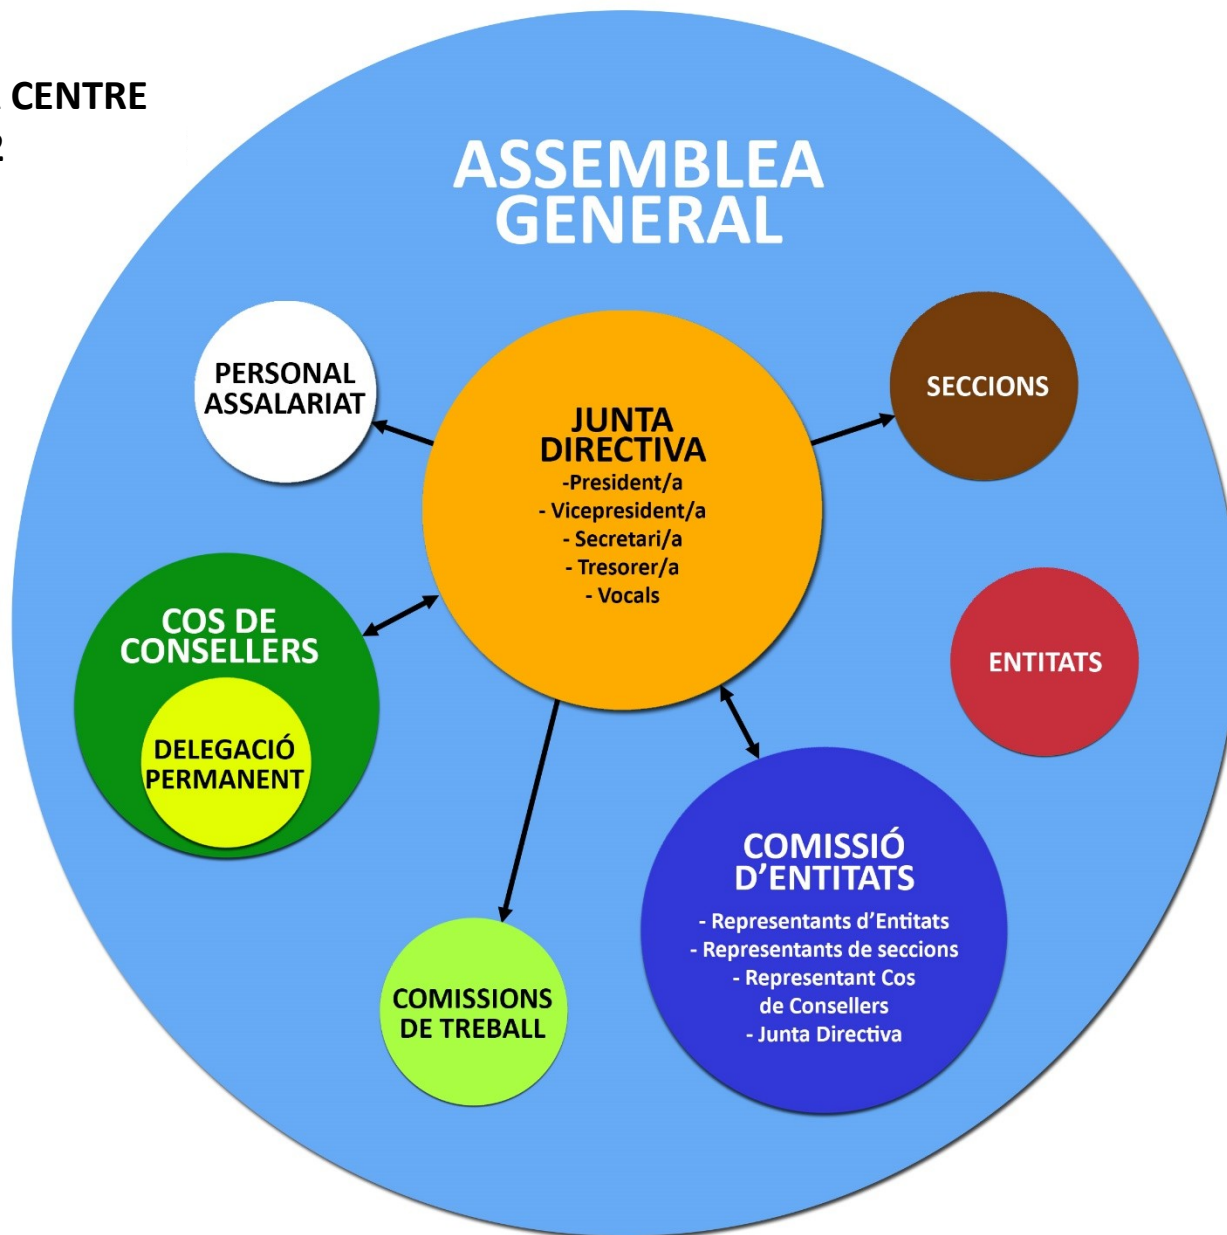 CENTRE
2
ASSEMBLEA
GENERAL
PERSONAL
ASSALARIAT
JUNTA
DIRECTIVA
-President/a
- Vicepresident/a
- Secretari/a
- Tresorer/a
- Vocals
SECCIONS
COS DE
CONSELLERS
DELEGACIÓ
PERMANENT
ENTITATS
COMISSIÓ
D’ENTITATS
- Representants d’Entitats
- Representants de seccions
- Representant Cos
de Consellers
- Junta Directiva
COMISSIONS
DE TREBALL